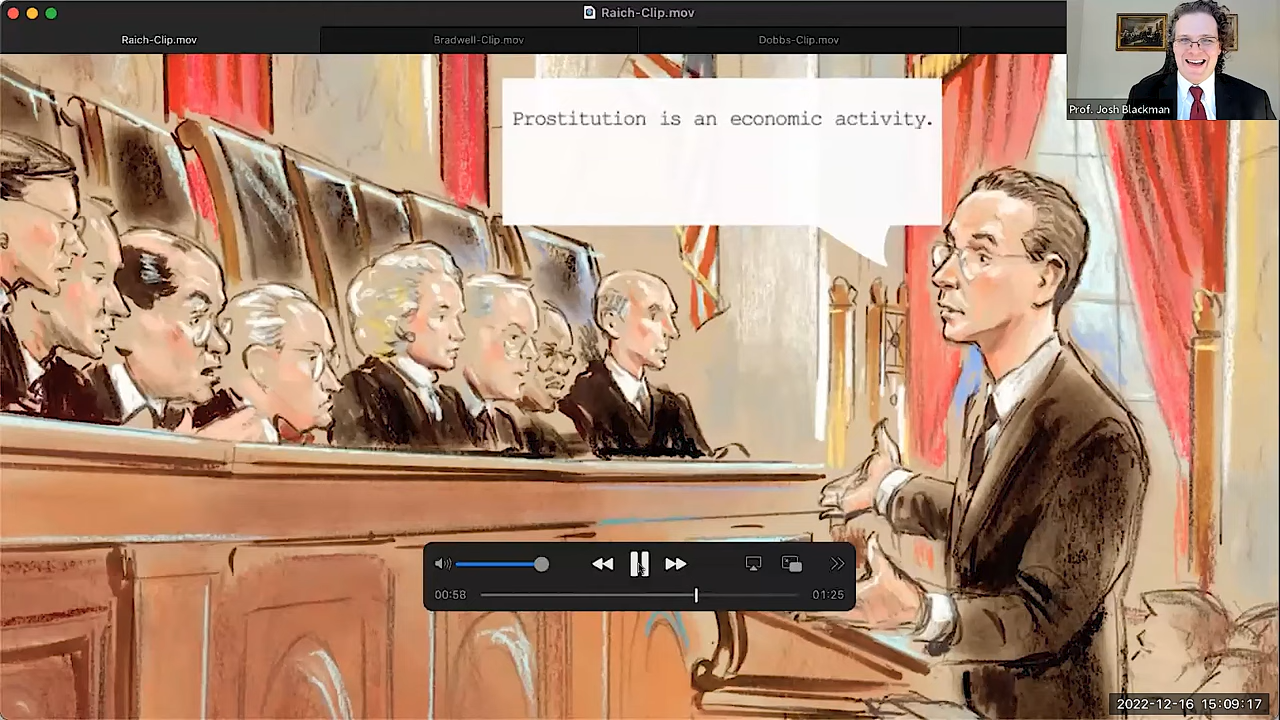 Raich-Clip.mov
Raich-Clip.mov
Bradwell-Clip.mov
Dobbs-Clip.mov
Prof. Josh Blackman
Prostitution is an economic activity.
00:58
01:25
2022-12-16 15:09:17